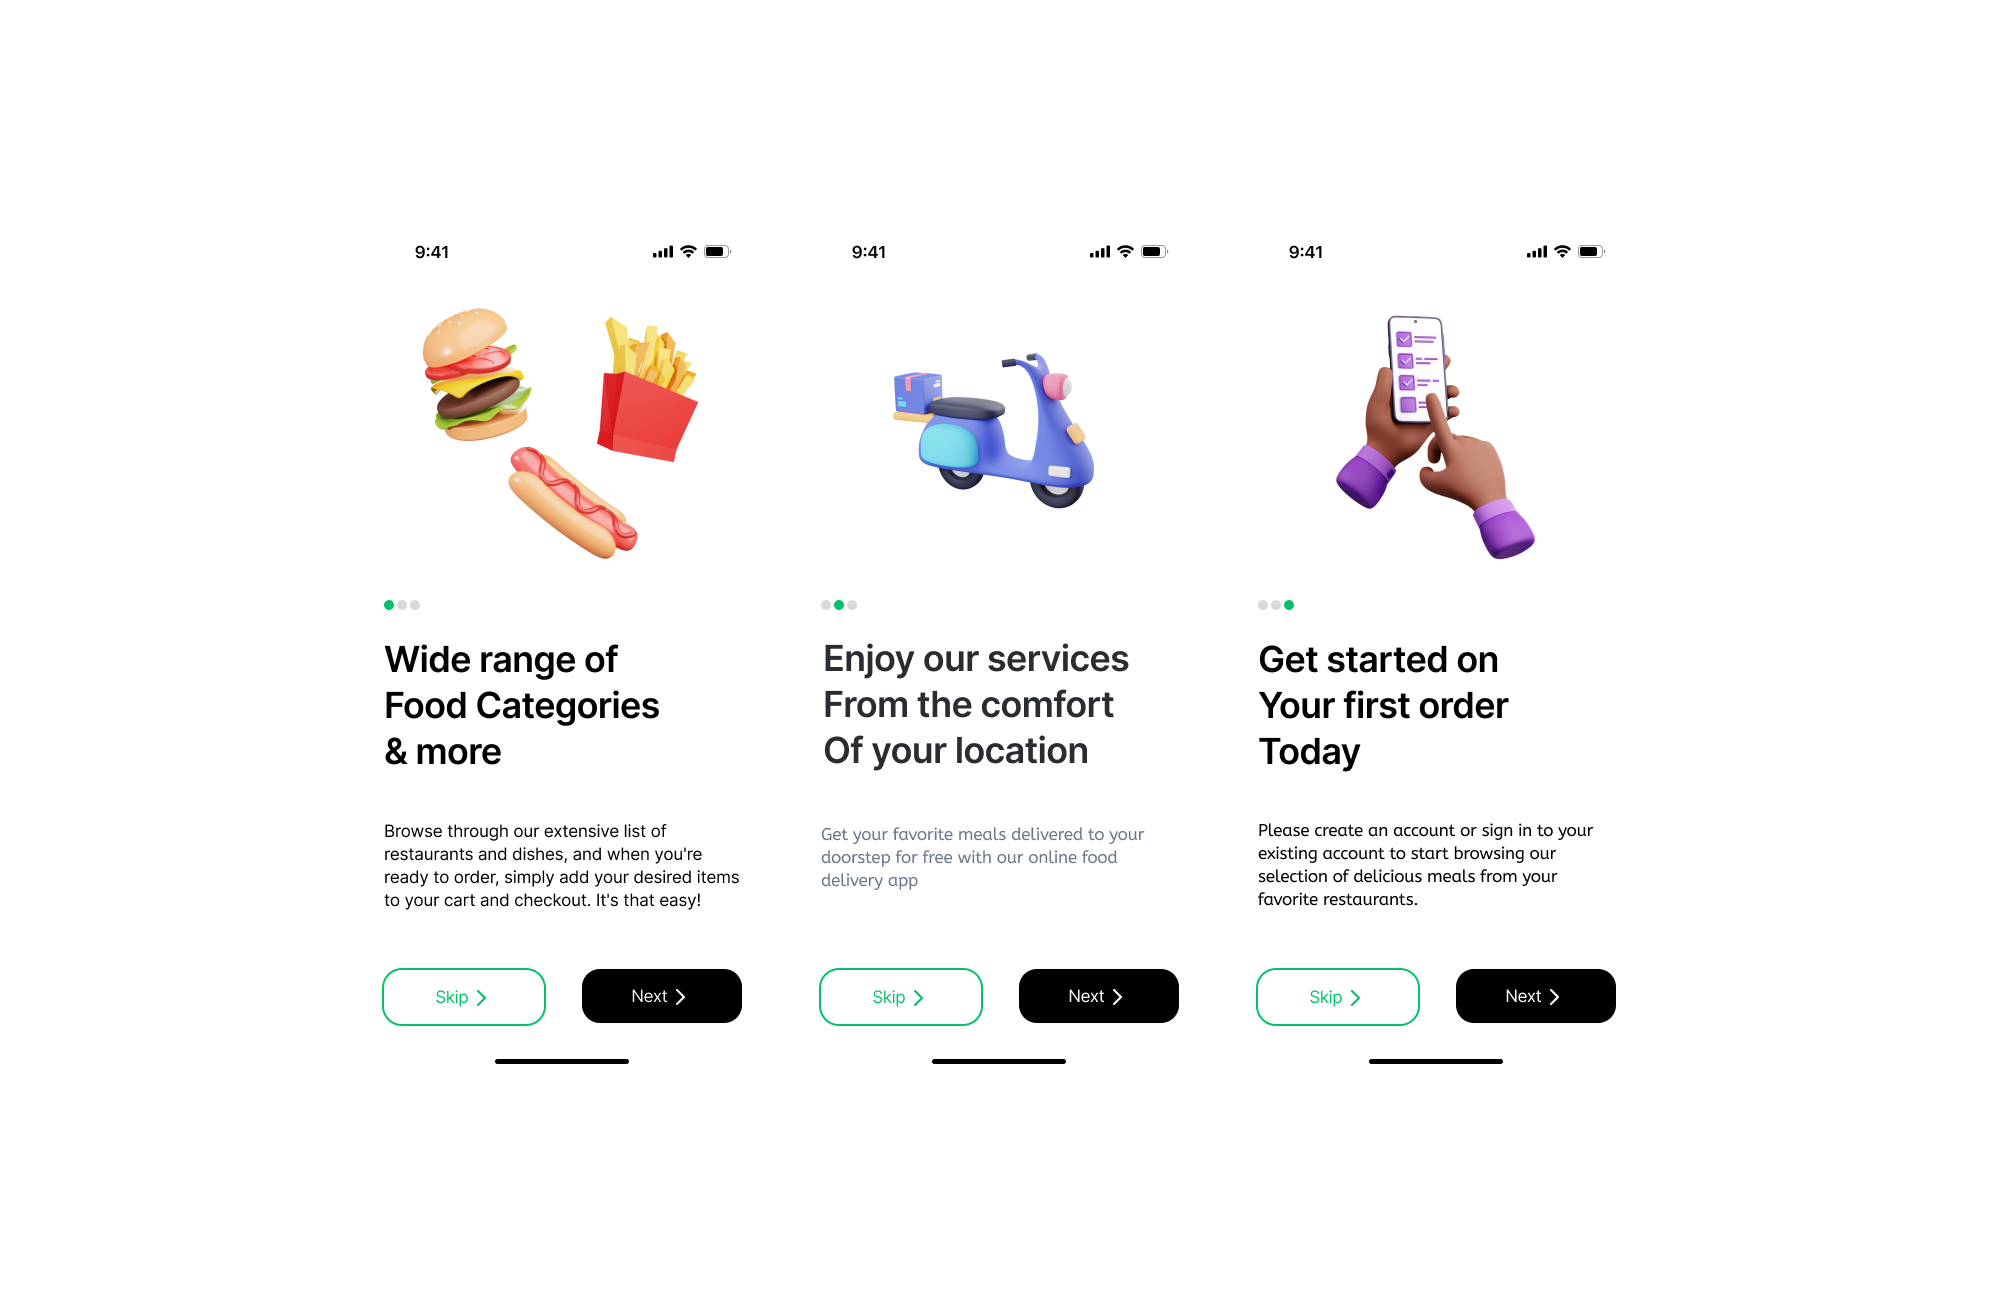 9:41
Wide range of
Food Categories
& more
Browse through our extensive list of
restaurants and dishes, and when you're
ready to order, simply add your desired items
to your cart and checkout. It's that easy!
Skip
Next
9:41
Enjoy our services
From the comfort
Of your location
Get your favorite meals delivered to your
doorstep for free with our online food
delivery app
Skip
Next
9:41
Get started on
Your first order
Today
Please create an account or sign in to your
existing account to start browsing our
selection of delicious meals from your
favorite restaurants.
Skip
Next